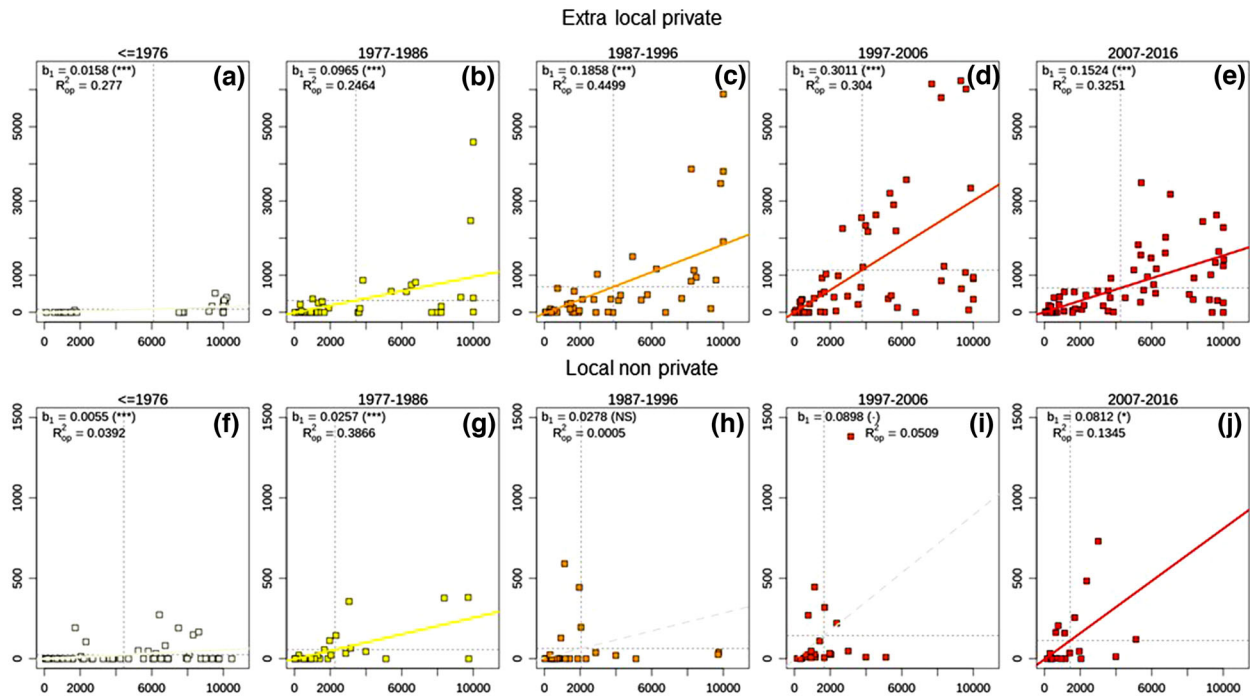 Extra local private
<=1976
b1 = 0.0158 (***)
R²op = 0.277
(a)
1977-1986
b1 = 0.0965 (***)
R²op = 0.2464
(b)
1987-1996
b1 = 0.1858 (***)
R²op = 0.4499
(c)
1997-2006
b1 = 0.3011 (***)
R²op = 0.304
(d)
2007-2016
b1 = 0.1524 (***)
R²op = 0.3251
(e)
0 1000 3000 5000
0 1000 3000 5000
0 1000 3000 5000
0 1000 3000 5000
0 1000 3000 5000
0 2000 6000 10000
0 2000 6000 10000
0 2000 6000 10000
0 2000 6000 10000
0 2000 6000 10000
Local non private
<=1976
b1 = 0.0055 (***)
R²op = 0.0392
(f)
1977-1986
b1 = 0.0257 (***)
R²op = 0.3866
(g)
1987-1996
b1 = 0.0278 (NS)
R²op = 0.0005
(h)
1997-2006
b1 = 0.0898 (·)
R²op = 0.0509
(i)
2007-2016
b1 = 0.0812 (*)
R²op = 0.1345
(j)
0 500 1000 1500
0 500 1000 1500
0 500 1000 1500
0 500 1000 1500
0 500 1000 1500
0 2000 6000 10000
0 2000 6000 10000
0 2000 6000 10000
0 2000 6000 10000
0 2000 6000 10000